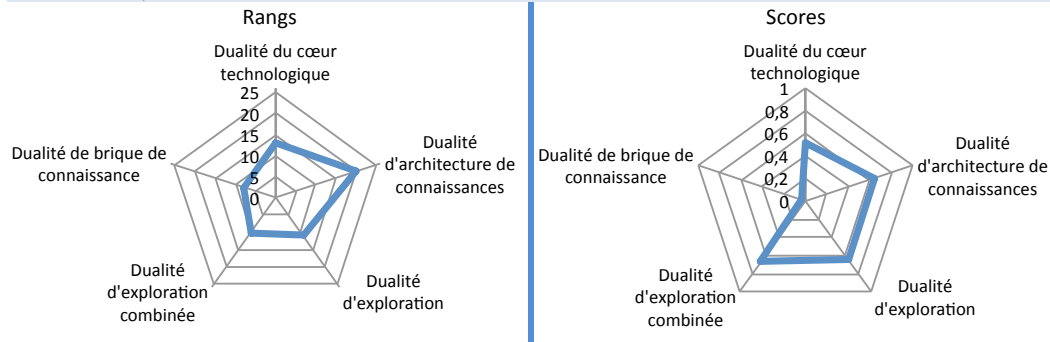 Rangs
Dualité du cœur
technologique
25
20
15
10
5
0
Dualité
d'architecture de
connaissances
Dualité
d'exploration
Dualité
d'exploration
combinée
Dualité de brique de
connaissance
Scores
Dualité du cœur
technologique
1
0,8
0,6
0,4
0,2
0
Dualité
d'architecture de
connaissances
Dualité
d'exploration
Dualité
d'exploration
combinée
Dualité de brique de
connaissance